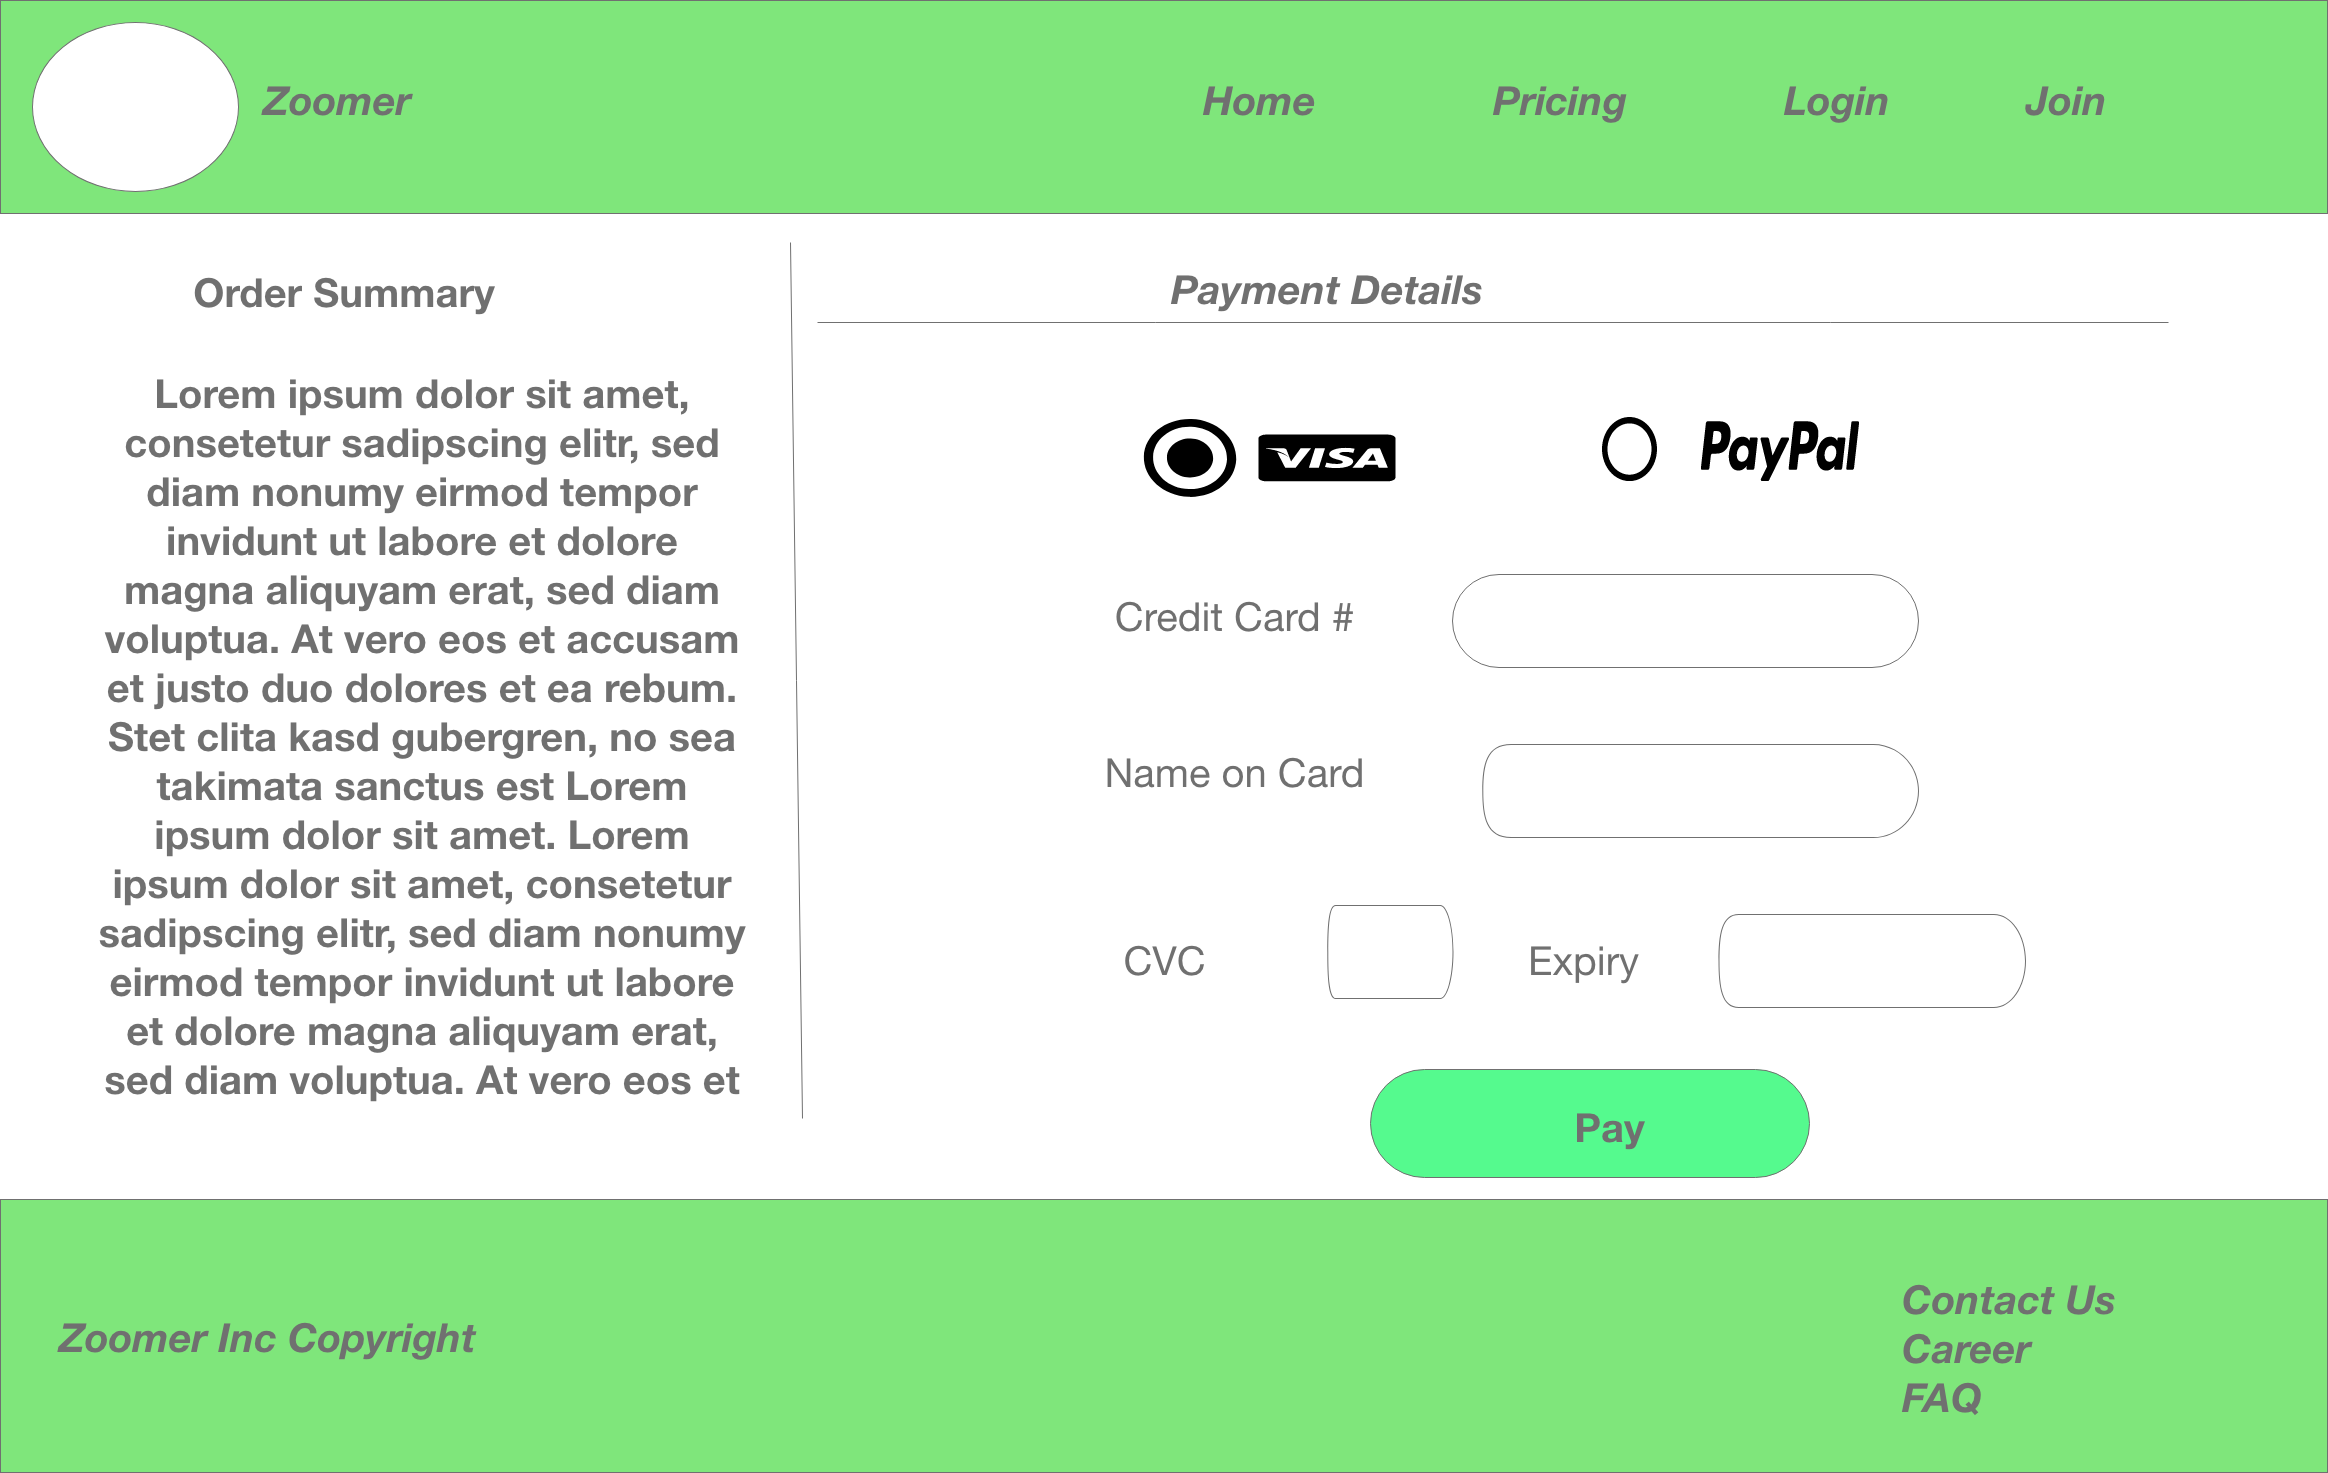 Zoomer
Home
Pricing
Login
Join
Order Summary
Lorem ipsum dolor sit amet,
consetetur sadipscing elitr, sed
diam nonumy eirmod tempor
invidunt ut labore et dolore
magna aliquyam erat, sed diam
voluptua. At vero eos et accusam
et justo duo dolores et ea rebum.
Stet clita kasd gubergren, no sea
takimata sanctus est Lorem
ipsum dolor sit amet. Lorem
ipsum dolor sit amet, consetetur
sadipscing elitr, sed diam nonumy
eirmod tempor invidunt ut labore
et dolore magna aliquyam erat,
sed diam voluptua. At vero eos et
Payment Details
VISA
PayPal
Credit Card #
Name on Card
CVC
Expiry
Pay
Zoomer Inc Copyright
Contact Us
Career
FAQ